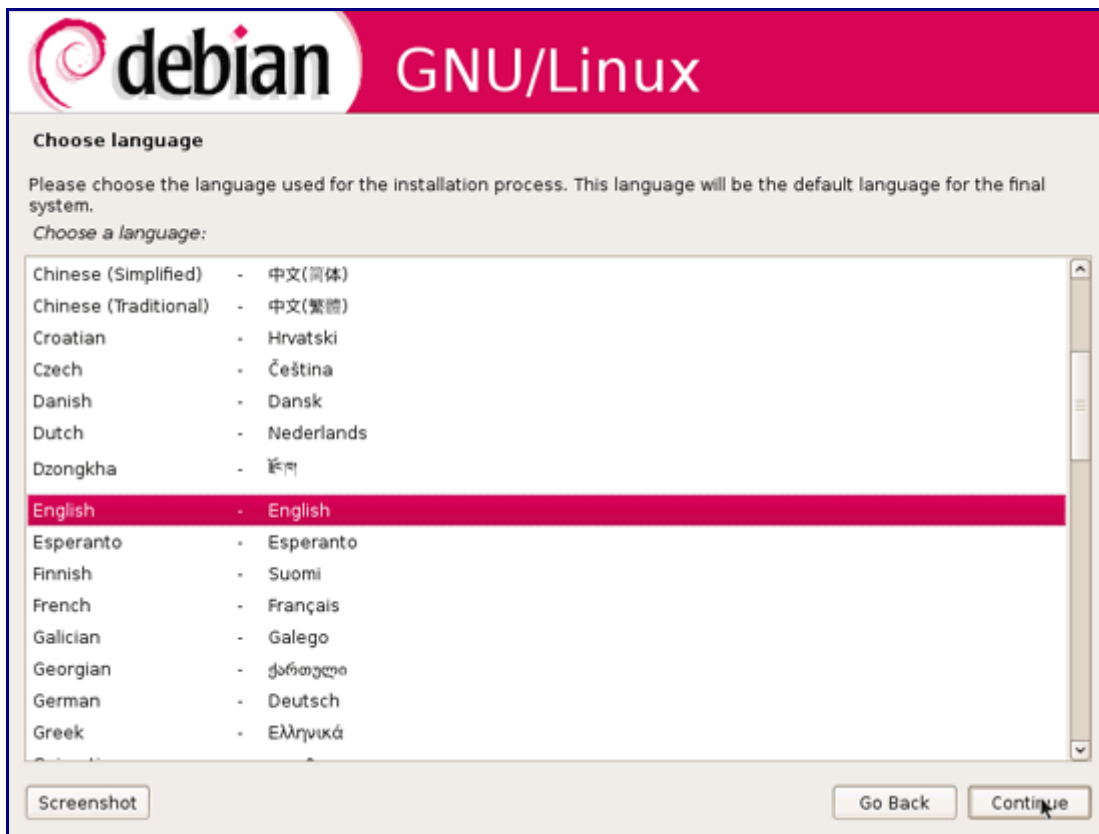 debian GNU/Linux
Choose language
Please choose the language used for the installation process. This language will be the default language for the final
system.
Choose a language:
Chinese (Simplified) - 中文(简体)
Chinese (Traditional) - 中文(繁體)
Croatian - Hrvatski
Czech - Čeština
Danish - Dansk
Dutch - Nederlands
Dzongkha - རྫོང་ཁ།
English - English
Esperanto - Esperanto
Finnish - Suomi
French - Français
Galician - Galego
Georgian - ქართული
German - Deutsch
Greek - Ελληνικά
Screenshot Go Back Continue